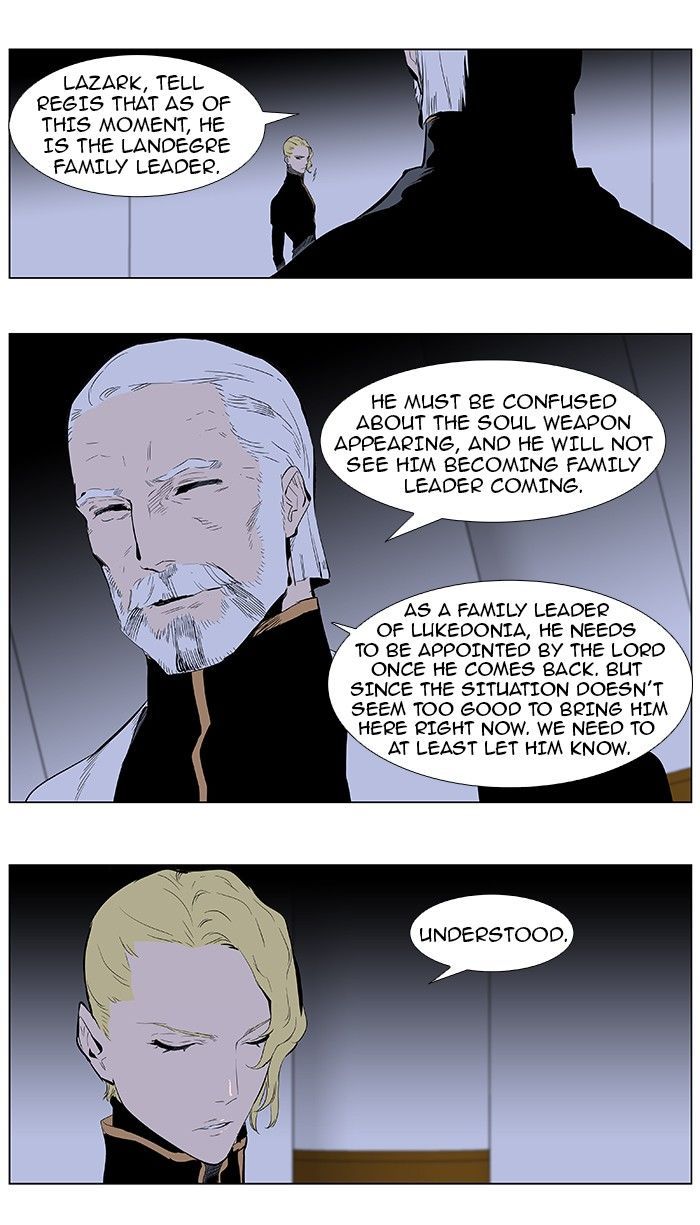 LAZARK, TELL
REGIS THAT AS OF
THIS MOMENT, HE
IS THE LANDEGRE
FAMILY LEADER.
HE MUST BE CONFUSED
ABOUT THE SOUL WEAPON
APPEARING, AND HE WILL NOT
SEE HIM BECOMING FAMILY
LEADER COMING.
AS A FAMILY LEADER
OF LUKEDONIA, HE NEEDS
TO BE APPOINTED BY THE LORD
ONCE HE COMES BACK. BUT
SINCE THE SITUATION DOESN'T
SEEM TOO GOOD TO BRING HIM
HERE RIGHT NOW. WE NEED TO
AT LEAST LET HIM KNOW.
UNDERSTOOD.